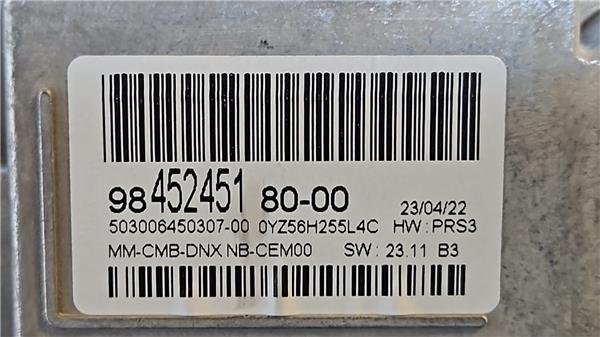 98 452451 80-00 23/04/22
503006450307-00 0YZ56H255L4C HW : PRS3
MM-CMB-DNX NB-CEM00 SW : 23.11 B3